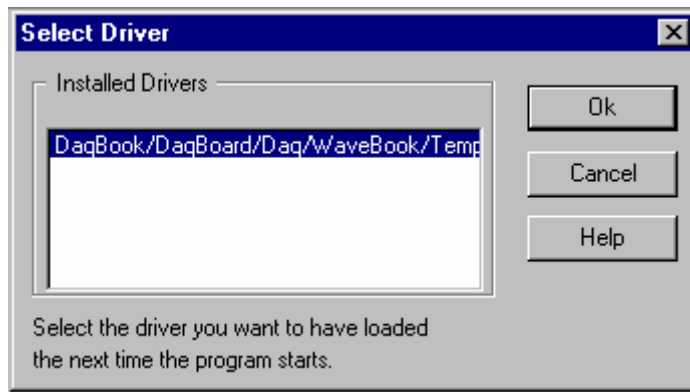 Select Driver
Installed Drivers
DaqBook/DaqBoard/Daq/WaveBook/Temp
Ok
Cancel
Help
Select the driver you want to have loaded
the next time the program starts.